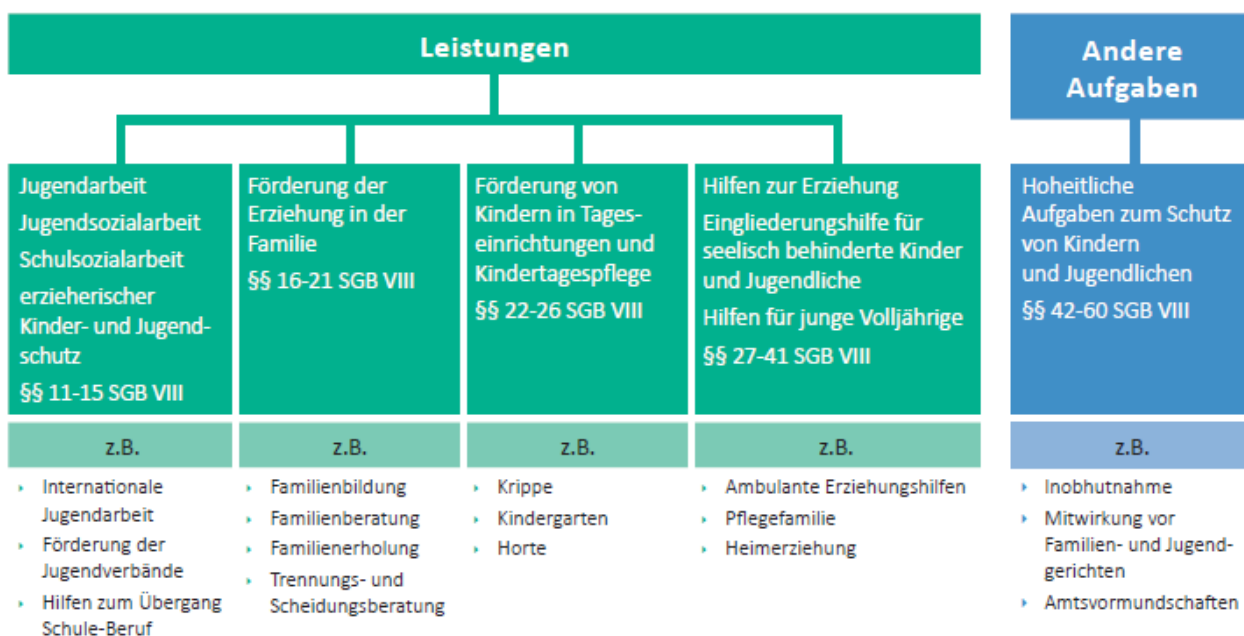 Leistungen
Andere
Aufgaben
Jugendarbeit
Jugendsozialarbeit
Schulsozialarbeit
erzieherischer
Kinder- und Jugend-
schutz
§§ 11-15 SGB VIII
Förderung der
Erziehung in der
Familie
§§ 16-21 SGB VIII
Förderung von
Kindern in Tages-
einrichtungen und
Kindertagespflege
§§ 22-26 SGB VIII
Hilfen zur Erziehung
Eingliederungshilfe für
seelisch behinderte Kinder
und Jugendliche
Hilfen für junge Volljährige
§§ 27-41 SGB VIII
Hoheitliche
Aufgaben zum Schutz
von Kindern
und Jugendlichen
§§ 42-60 SGB VIII
z.B.
z.B.
z.B.
z.B.
z.B.
Internationale
Jugendarbeit
Förderung der
Jugendverbände
Hilfen zum Übergang
Schule-Beruf
Familienbildung
Familienberatung
Familienerholung
Trennungs- und
Scheidungsberatung
Krippe
Kindergarten
Horte
Ambulante Erziehungshilfen
Pflegefamilie
Heimerziehung
Inobhutnahme
Mitwirkung vor
Familien- und Jugend-
gerichten
Amtsvormundschaften